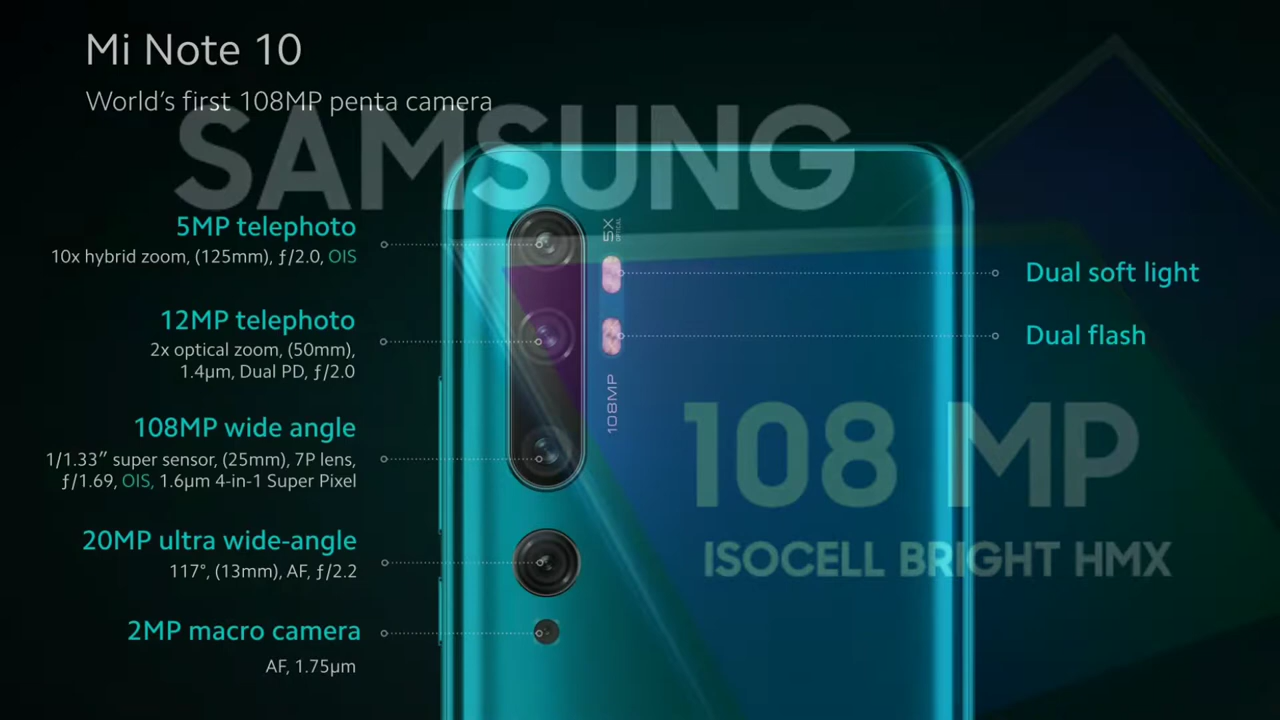 Mi Note 10
World's first 108MP penta camera
SAMSUNG
5MP telephoto
10x hybrid zoom, (125mm), ƒ/2.0, OIS
12MP telephoto
2x optical zoom, (50mm),
1.4μm, Dual PD, ƒ/2.0
108MP wide angle
1/1.33″ super sensor, (25mm), 7P lens,
ƒ/1.69, OIS, 1.6μm 4-in-1 Super Pixel
20MP ultra wide-angle
117°, (13mm), AF, ƒ/2.2
2MP macro camera
AF, 1.75μm
5X
OPTICAL
108MP
Dual soft light
Dual flash
108 MP
ISOCELL BRIGHT HMX